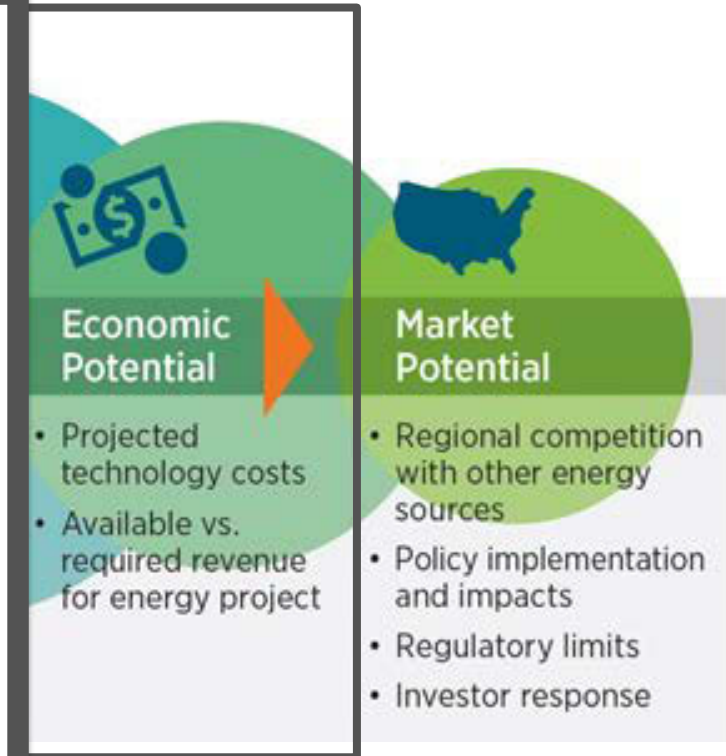 $
Economic
Potential
• Projected
technology costs
• Available vs.
required revenue
for energy project
Market
Potential
• Regional competition
with other energy
sources
• Policy implementation
and impacts
• Regulatory limits
• Investor response